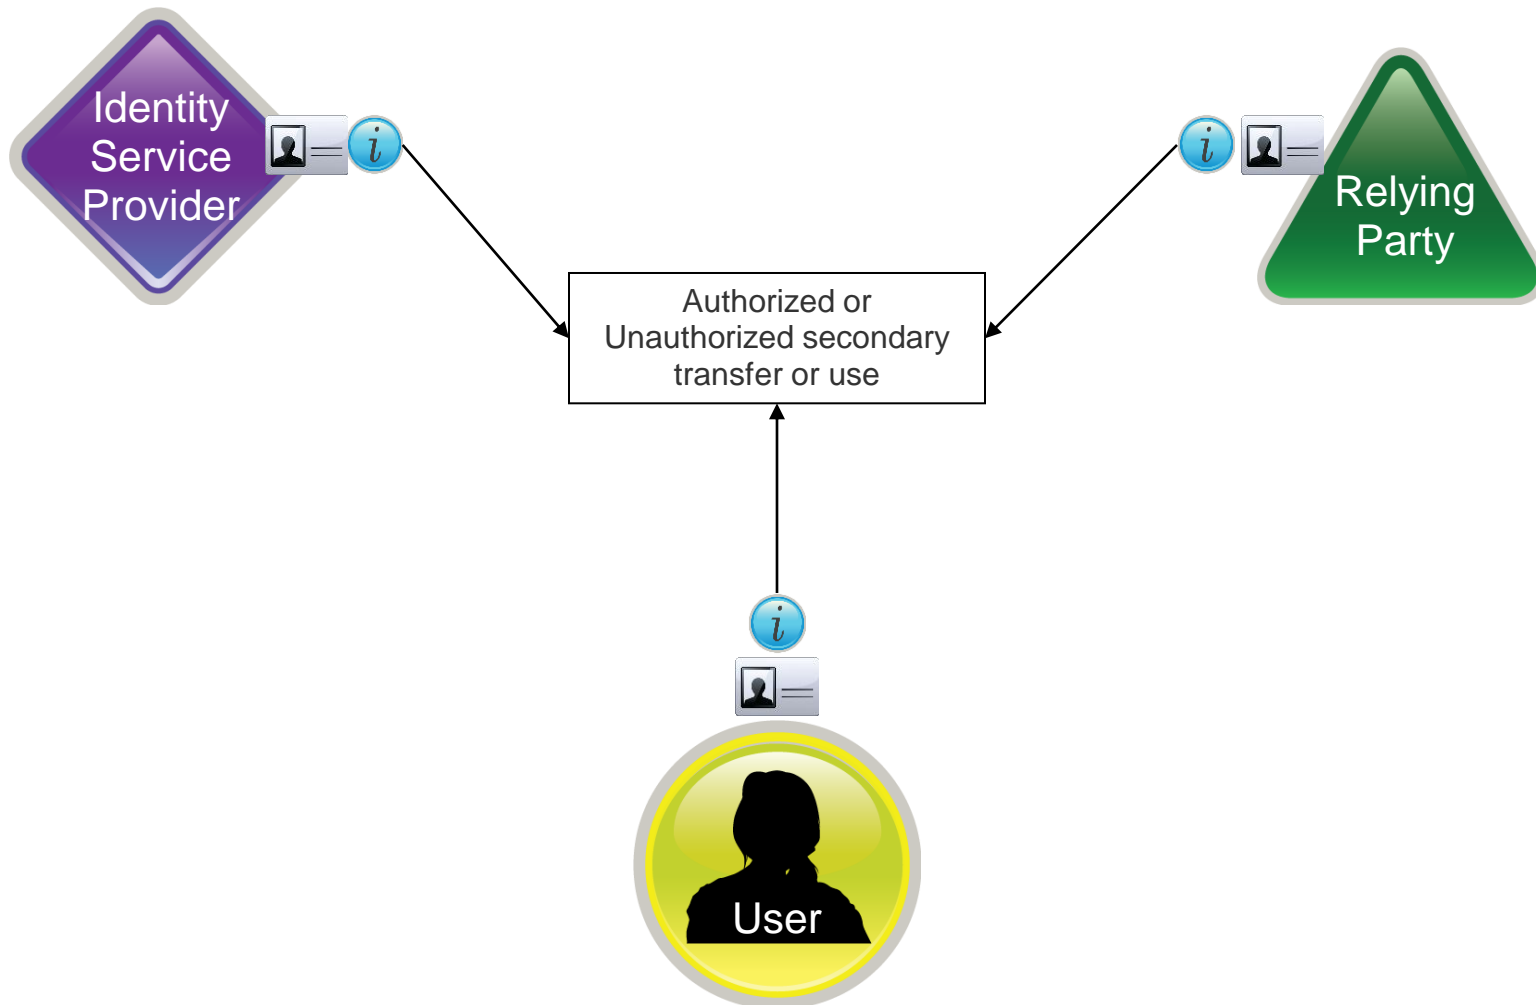 Identity
Service
Provider
i
i
Relying
Party
Authorized or
Unauthorized secondary
transfer or use
i
User